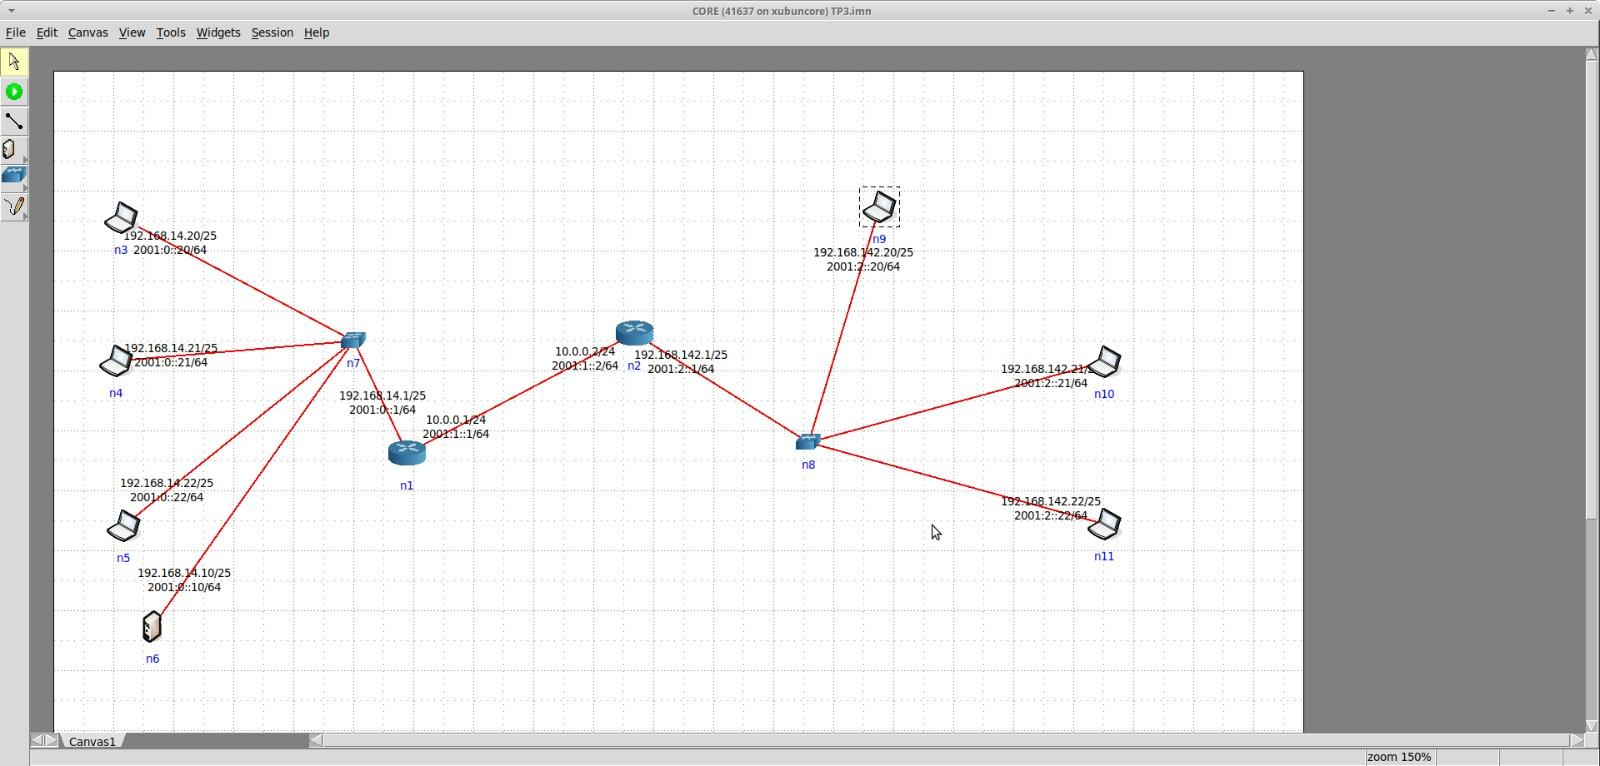 CORE (41637 on xubuncore) TP3.imn
File Edit Canvas View Tools Widgets Session Help
192.168.14.20/25
n3 2001:0::20/64
192.168.14.21/25
2001:0::21/64
n4
n7
192.168.14.1/25
2001:0::1/64
10.0.0.1/24
2001:1::1/64
n1
192.168.14.22/25
2001:0::22/64
n5
192.168.14.10/25
2001:0::10/64
n6
10.0.0.2/24
2001:1::2/64
n2
192.168.142.1/25
2001:2::1/64
n9
192.168.142.20/25
2001:2::20/64
192.168.142.21/2
2001:2::21/64
n10
n8
192.168.142.22/25
2001:2::22/64
n11
Canvas1
zoom 150%